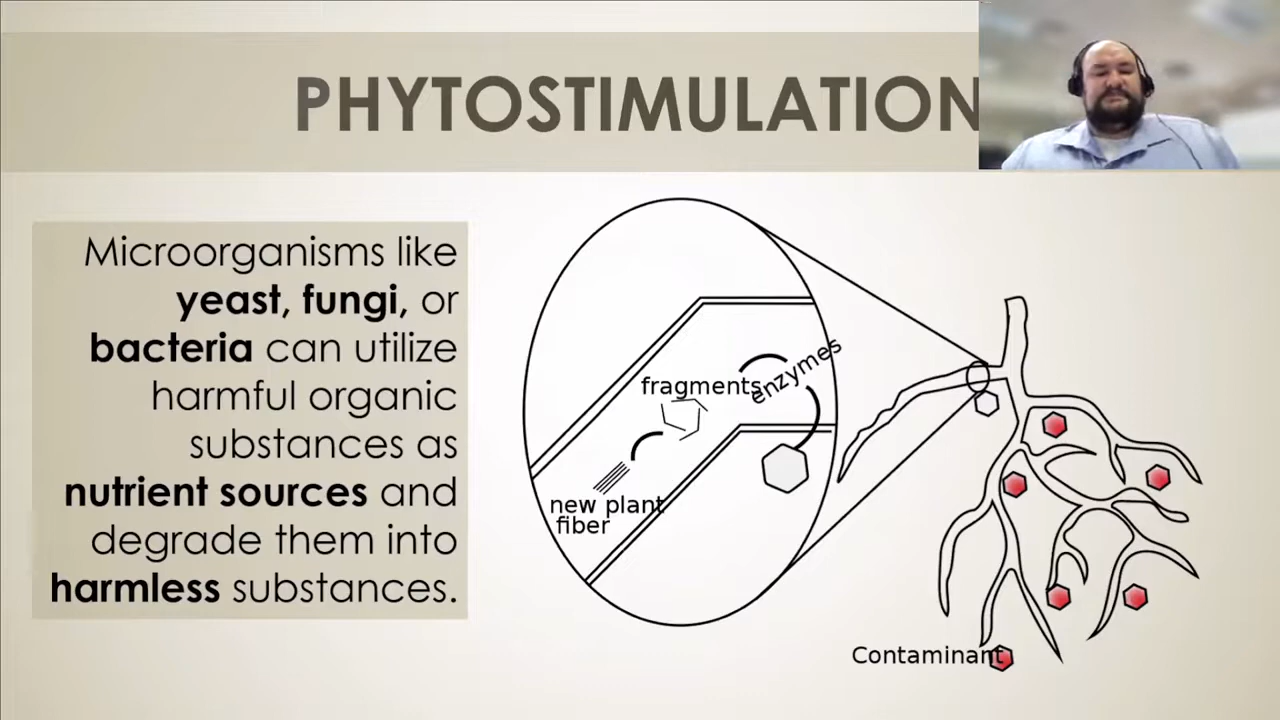 PHYTOSTIMULATION
Microorganisms like
yeast, fungi, or
bacteria can utilize
harmful organic
substances as
nutrient sources and
degrade them into
harmless substances.
enzymes
fragments
new plant
fiber
Contaminant